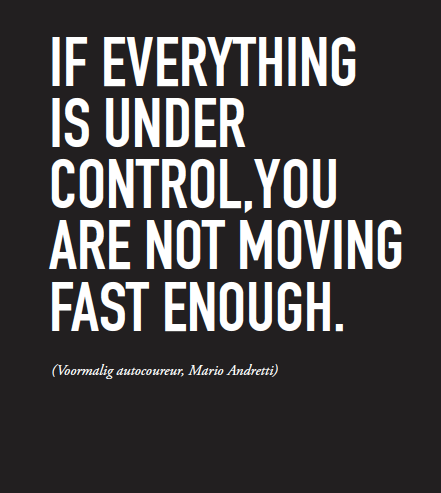 IF EVERYTHING
IS UNDER
CONTROL,YOU
ARE NOT MOVING
FAST ENOUGH.
(Voormalig autocoureur, Mario Andretti)